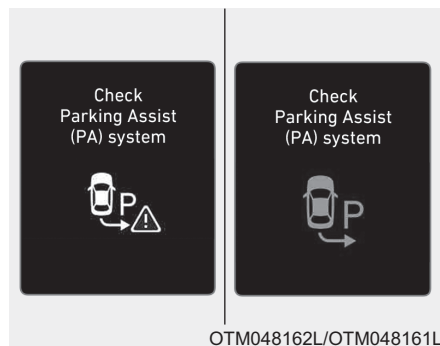 Check
Parking Assist
(PA) system
P
Check
Parking Assist
(PA) system
P
OTM048162L/OTM048161L